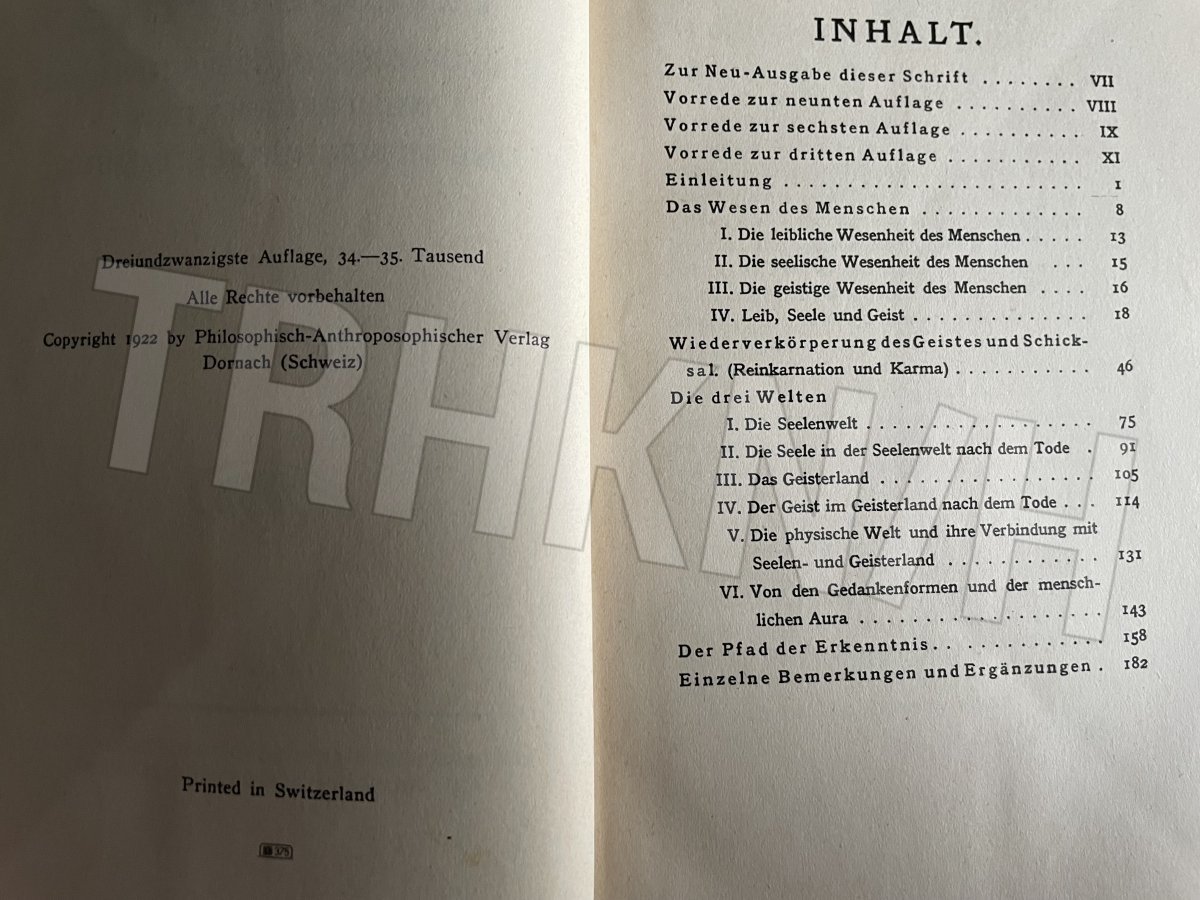 Dreiundzwanzigste Auflage, 34.—35. Tausend
Alle Rechte vorbehalten
Copyright 1922 by Philosophisch-Anthroposophischer Verlag
Dornach (Schweiz)
Printed in Switzerland
375
INHALT.
Zur Neu-Ausgabe dieser Schrift ........ VII
Vorrede zur neunten Auflage .......... VIII
Vorrede zur sechsten Auflage .......... IX
Vorrede zur dritten Auflage ........... XI
Einleitung ........................ 1
Das Wesen des Menschen ............. 8
I. Die leibliche Wesenheit des Menschen ..... 13
II. Die seelische Wesenheit des Menschen ... 15
III. Die geistige Wesenheit des Menschen .... 16
IV. Leib, Seele und Geist .............. 18
Wiederverkörperung des Geistes und Schick-
sal. (Reinkarnation und Karma) ........... 46
Die drei Welten
I. Die Seelenwelt .................. 75
II. Die Seele in der Seelenwelt nach dem Tode . 91
III. Das Geisterland ................. 105
IV. Der Geist im Geisterland nach dem Tode ... 114
V. Die physische Welt und ihre Verbindung mit
Seelen- und Geisterland ............ 131
VI. Von den Gedankenformen und der mensch-
lichen Aura ................... 143
Der Pfad der Erkenntnis. . ........... 158
Einzelne Bemerkungen und Ergänzungen . 182